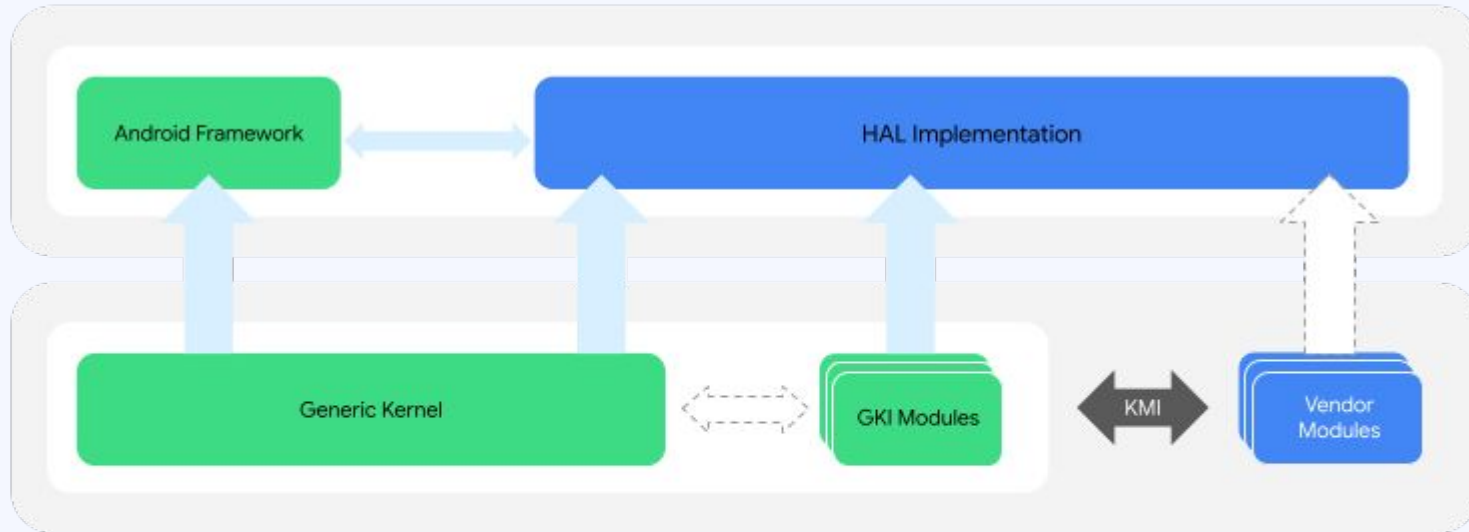 Android Framework
HAL Implementation
Generic Kernel
GKI Modules
KMI
Vendor
Modules